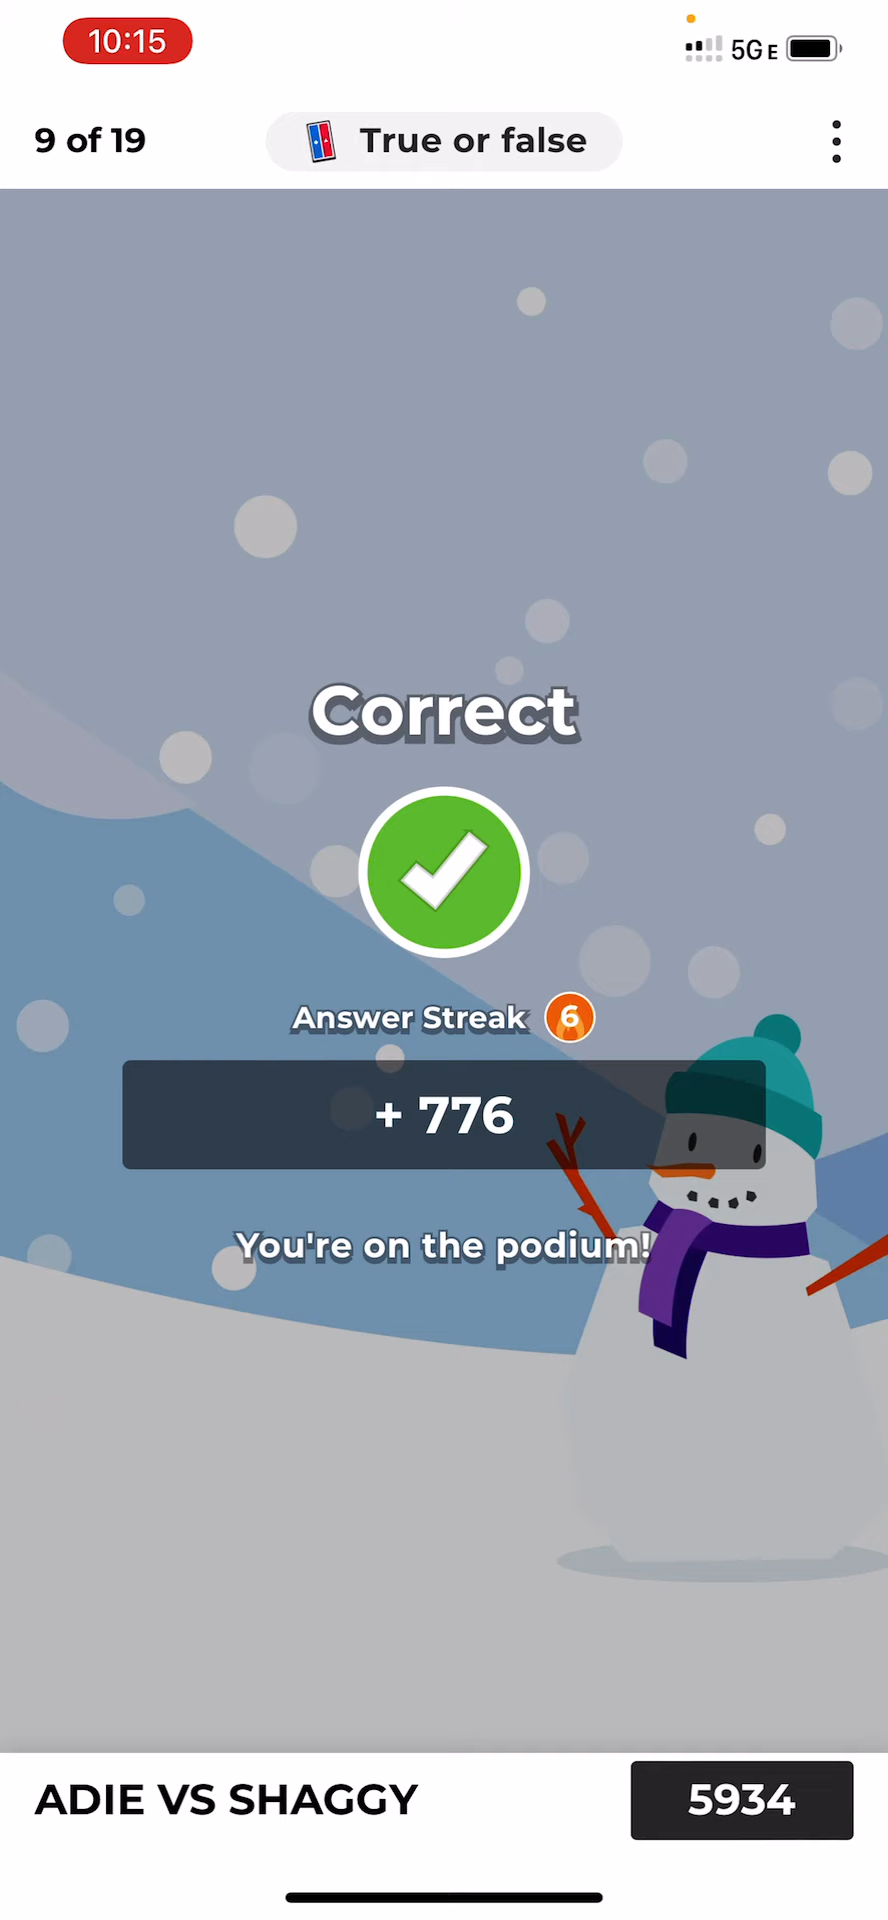 10:15
5G E
9 of 19
True or false
Correct
Answer Streak 6
+ 776
You're on the podium!
ADIE VS SHAGGY
5934